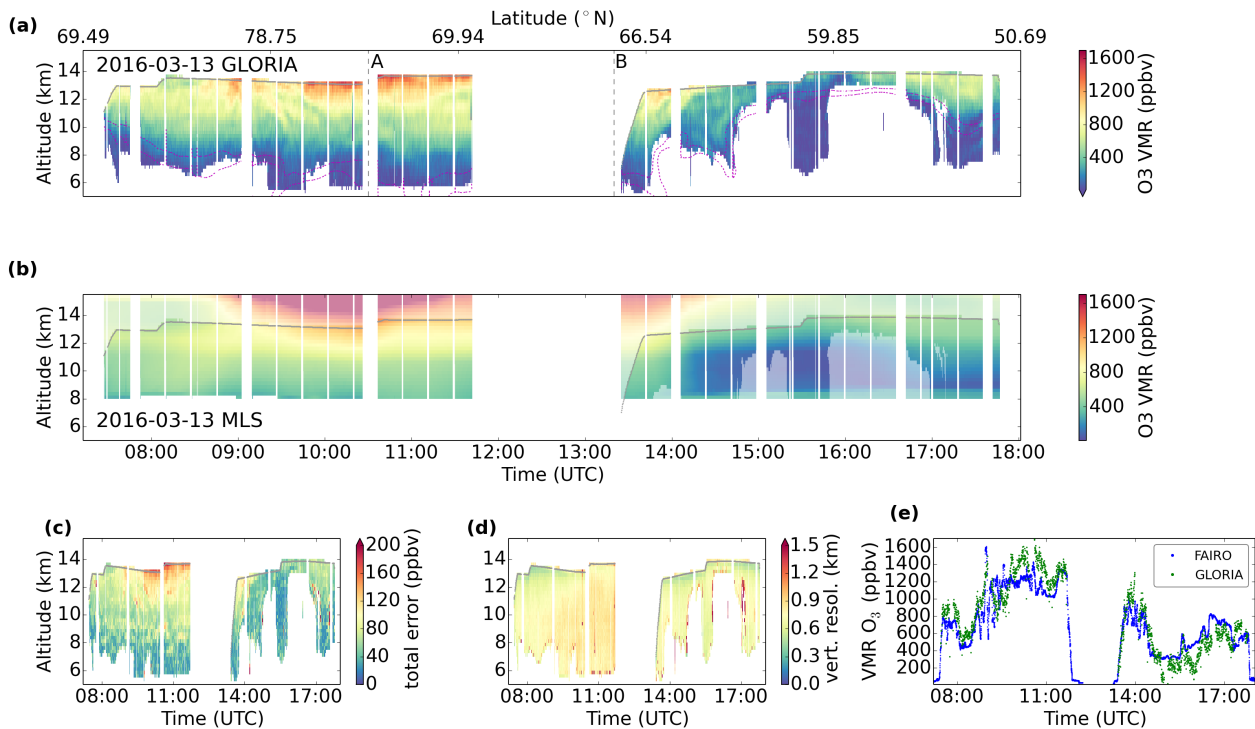 Latitude (°N)
(a)
69.49 78.75 69.94 66.54 59.85 50.69
2016-03-13 GLORIA
A
B
14
12
10
8
6
Altitude (km)
1600
1200
800
400
O3 VMR (ppbv)
(b)
14
12
10
8
6
Altitude (km)
2016-03-13 MLS
08:00 09:00 10:00 11:00 12:00 13:00 14:00 15:00 16:00 17:00 18:00
Time (UTC)
1600
1200
800
400
O3 VMR (ppbv)
(c)
14
12
10
8
6
Altitude (km)
08:00 11:00 14:00 17:00
Time (UTC)
200
160
120
80
40
0
total error (ppbv)
(d)
14
12
10
8
6
08:00 11:00 14:00 17:00
Time (UTC)
1.5
1.2
0.9
0.6
0.3
0.0
vert. resol. (km)
(e)
1600
1400
1200
1000
800
600
400
200
VMR O₃ (ppbv)
FAIRO
GLORIA
08:00 11:00 14:00 17:00
Time (UTC)